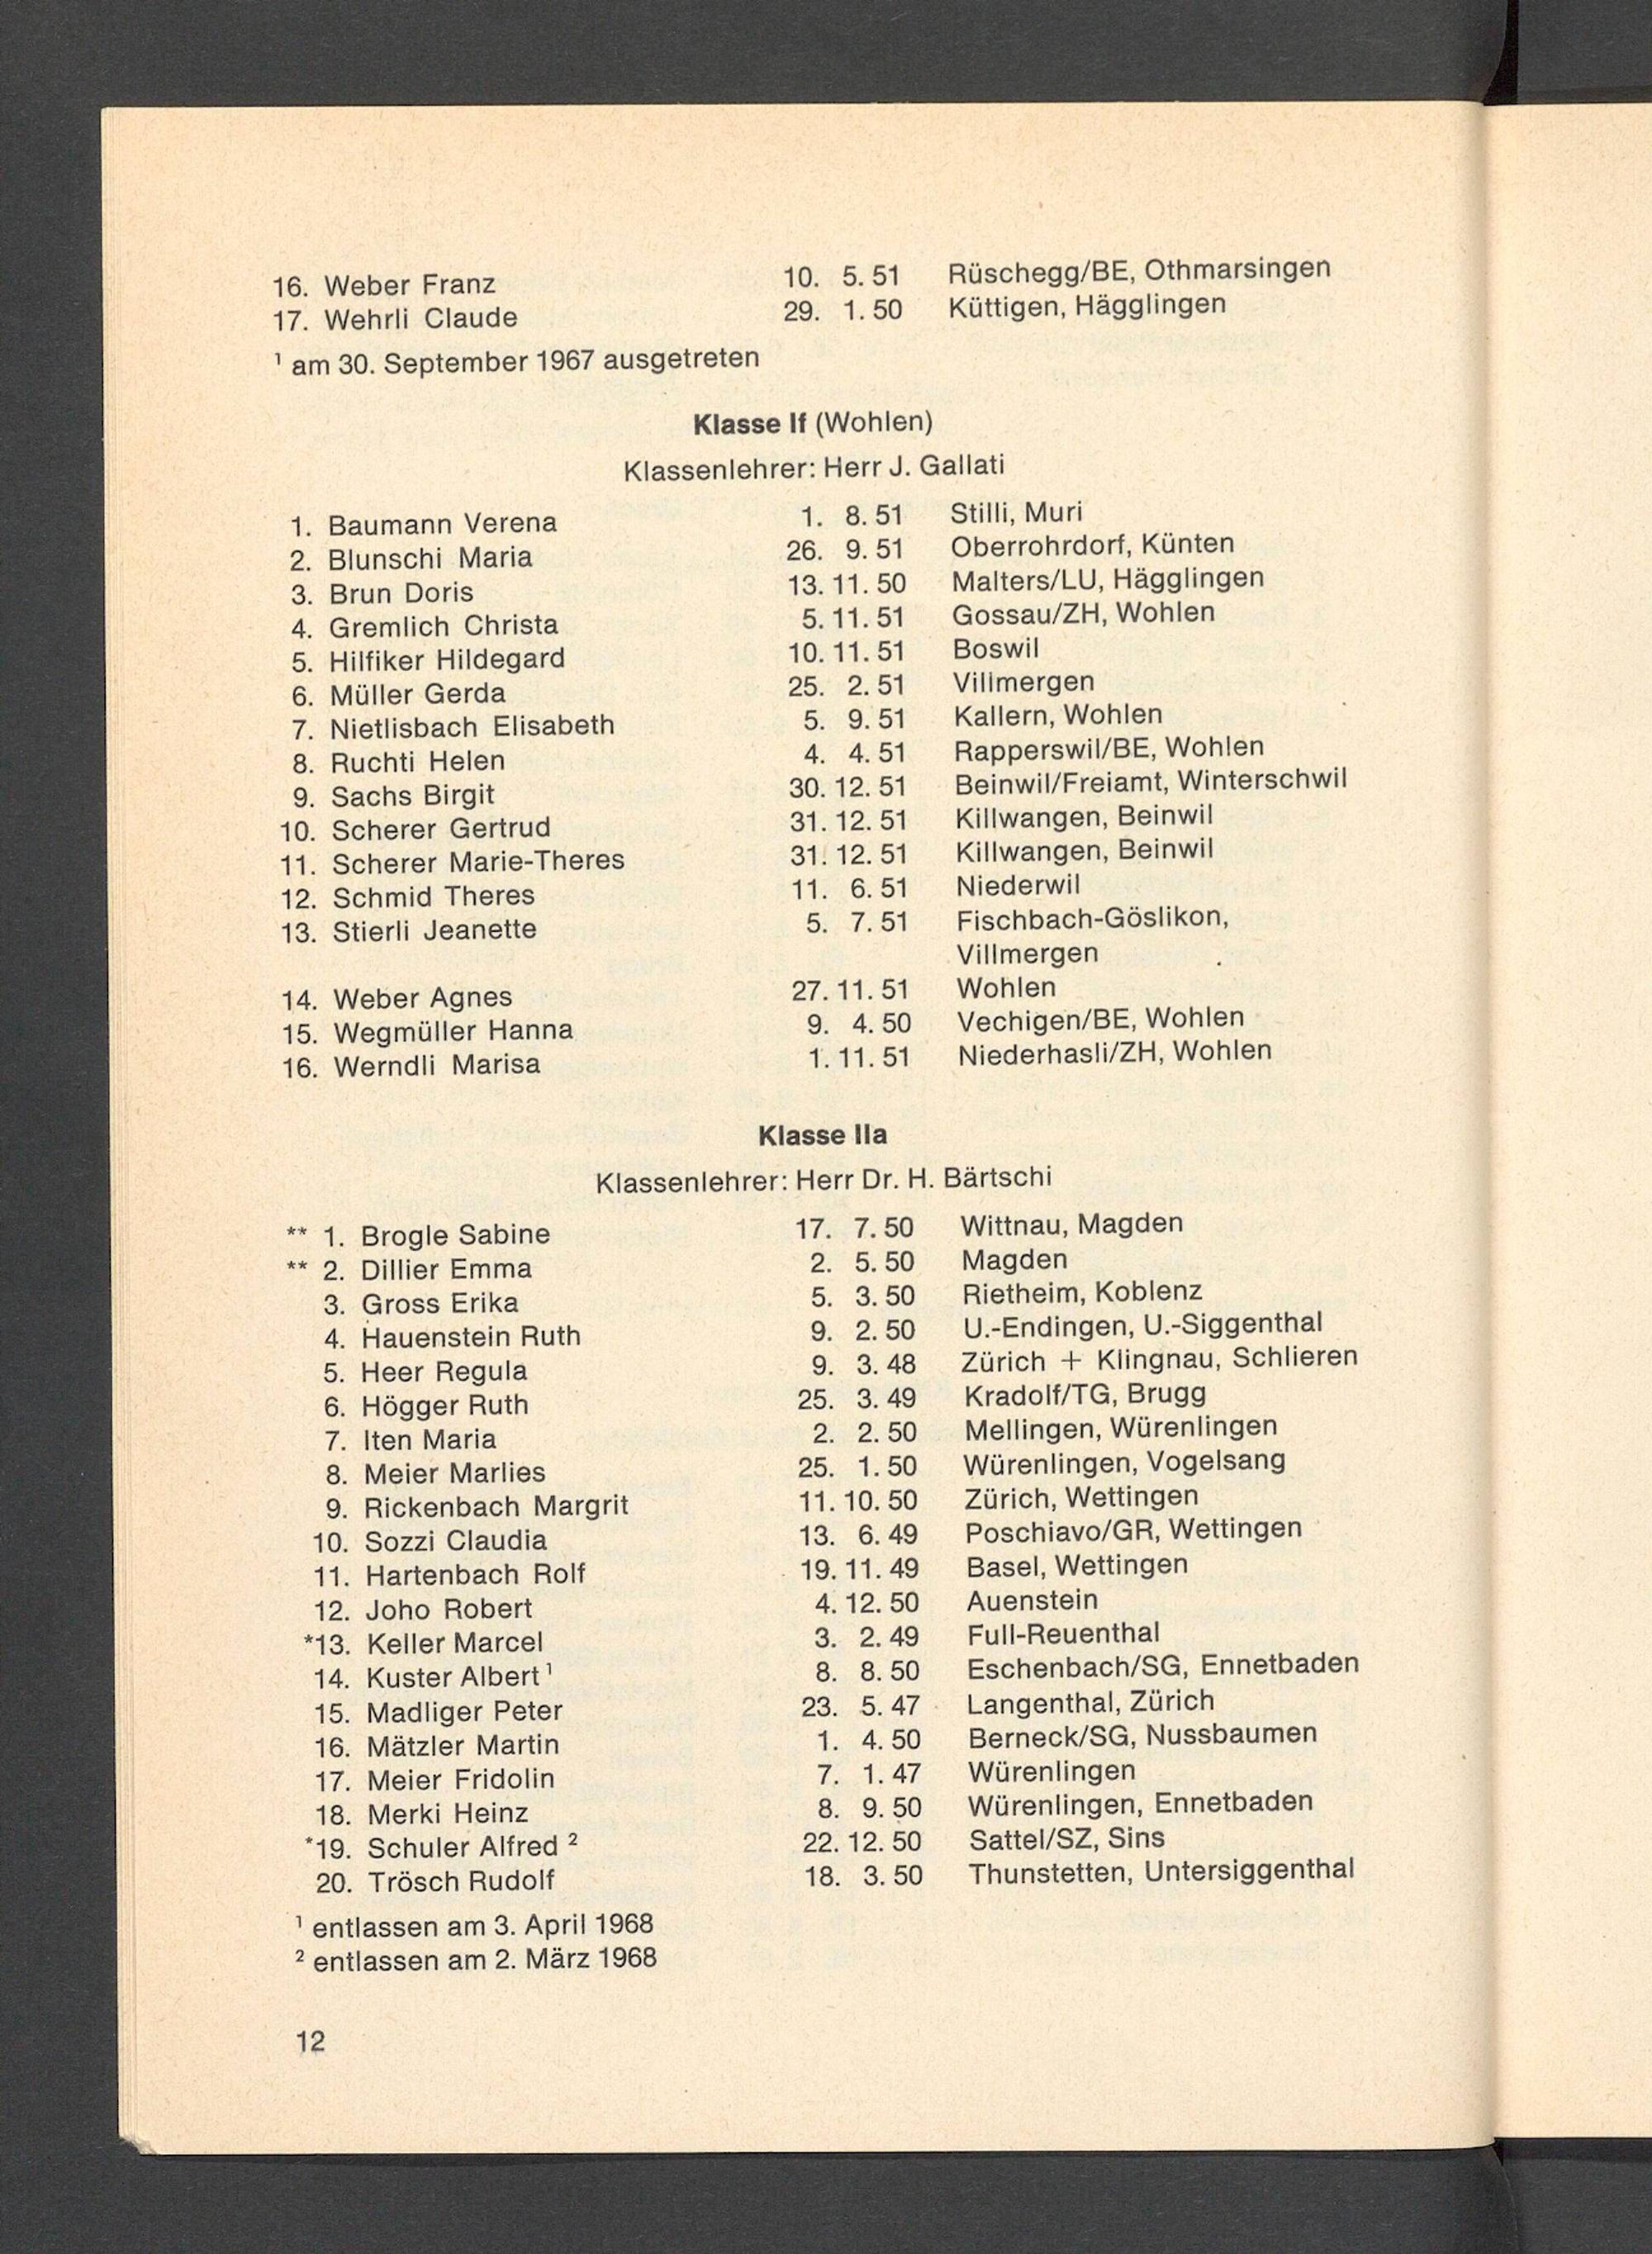 16. Weber Franz 10. 5. 51 Rüschegg/BE, Othmarsingen
17. Wehrli Claude 29. 1. 50 Küttigen, Hägglingen
¹ am 30. September 1967 ausgetreten
Klasse If (Wohlen)
Klassenlehrer: Herr J. Gallati
1. Baumann Verena 1. 8. 51 Stilli, Muri
2. Blunschi Maria 26. 9. 51 Oberrohrdorf, Künten
3. Brun Doris 13. 11. 50 Malters/LU, Hägglingen
4. Gremlich Christa 5. 11. 51 Gossau/ZH, Wohlen
5. Hilfiker Hildegard 10. 11. 51 Boswil
6. Müller Gerda 25. 2. 51 Villmergen
7. Nietlisbach Elisabeth 5. 9. 51 Kallern, Wohlen
8. Ruchti Helen 4. 4. 51 Rapperswil/BE, Wohlen
9. Sachs Birgit 30. 12. 51 Beinwil/Freiamt, Winterschwil
10. Scherer Gertrud 31. 12. 51 Killwangen, Beinwil
11. Scherer Marie-Theres 31. 12. 51 Killwangen, Beinwil
12. Schmid Theres 11. 6. 51 Niederwil
13. Stierli Jeanette 5. 7. 51 Fischbach-Göslikon,
Villmergen
14. Weber Agnes 27. 11. 51 Wohlen
15. Wegmüller Hanna 9. 4. 50 Vechigen/BE, Wohlen
16. Werndli Marisa 1. 11. 51 Niederhasli/ZH, Wohlen
Klasse IIa
Klassenlehrer: Herr Dr. H. Bärtschi
** 1. Brogle Sabine 17. 7. 50 Wittnau, Magden
** 2. Dillier Emma 2. 5. 50 Magden
3. Gross Erika 5. 3. 50 Rietheim, Koblenz
4. Hauenstein Ruth 9. 2. 50 U.-Endingen, U.-Siggenthal
5. Heer Regula 9. 3. 48 Zürich + Klingnau, Schlieren
6. Högger Ruth 25. 3. 49 Kradolf/TG, Brugg
7. Iten Maria 2. 2. 50 Mellingen, Würenlingen
8. Meier Marlies 25. 1. 50 Würenlingen, Vogelsang
9. Rickenbach Margrit 11. 10. 50 Zürich, Wettingen
10. Sozzi Claudia 13. 6. 49 Poschiavo/GR, Wettingen
11. Hartenbach Rolf 19. 11. 49 Basel, Wettingen
12. Joho Robert 4. 12. 50 Auenstein
*13. Keller Marcel 3. 2. 49 Full-Reuenthal
14. Kuster Albert ¹ 8. 8. 50 Eschenbach/SG, Ennetbaden
15. Madliger Peter 23. 5. 47 Langenthal, Zürich
16. Mätzler Martin 1. 4. 50 Berneck/SG, Nussbaumen
17. Meier Fridolin 7. 1. 47 Würenlingen
18. Merki Heinz 8. 9. 50 Würenlingen, Ennetbaden
*19. Schuler Alfred ² 22. 12. 50 Sattel/SZ, Sins
20. Trösch Rudolf 18. 3. 50 Thunstetten, Untersiggenthal
¹ entlassen am 3. April 1968
² entlassen am 2. März 1968
12